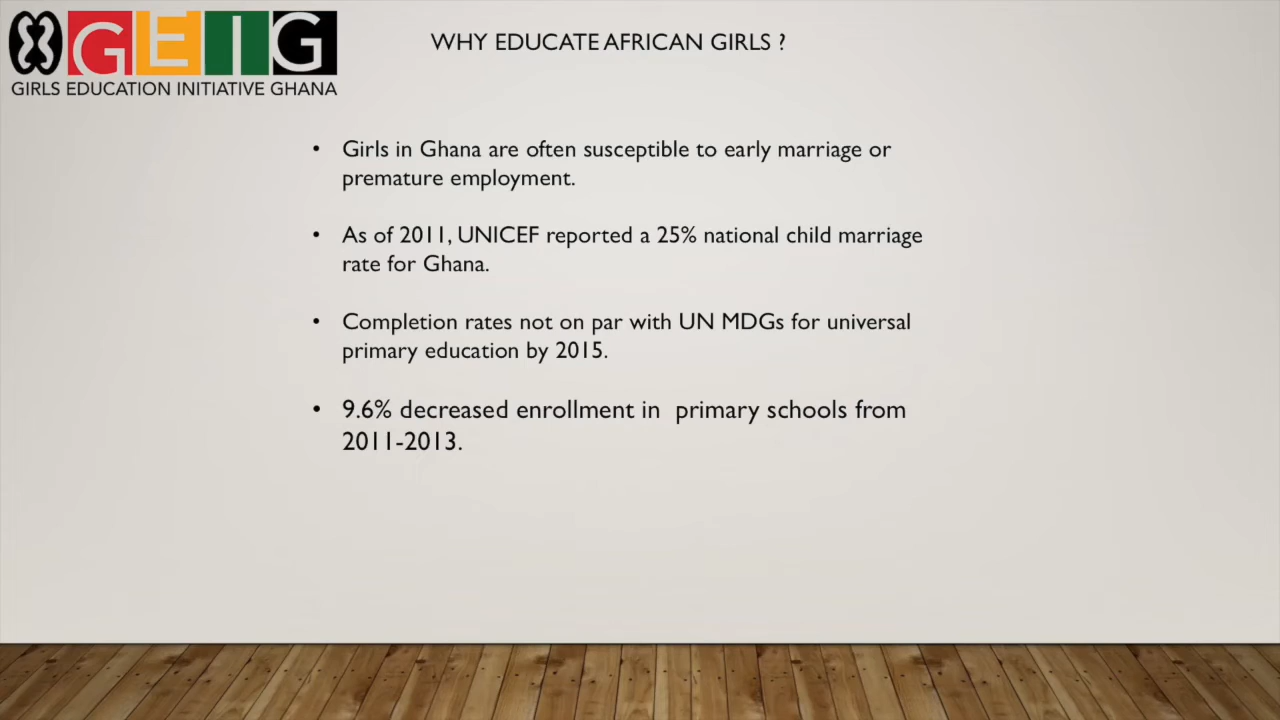 GEIG
GIRLS EDUCATION INITIATIVE GHANA
WHY EDUCATE AFRICAN GIRLS ?
• Girls in Ghana are often susceptible to early marriage or
premature employment.
• As of 2011, UNICEF reported a 25% national child marriage
rate for Ghana.
• Completion rates not on par with UN MDGs for universal
primary education by 2015.
• 9.6% decreased enrollment in  primary schools from
2011-2013.